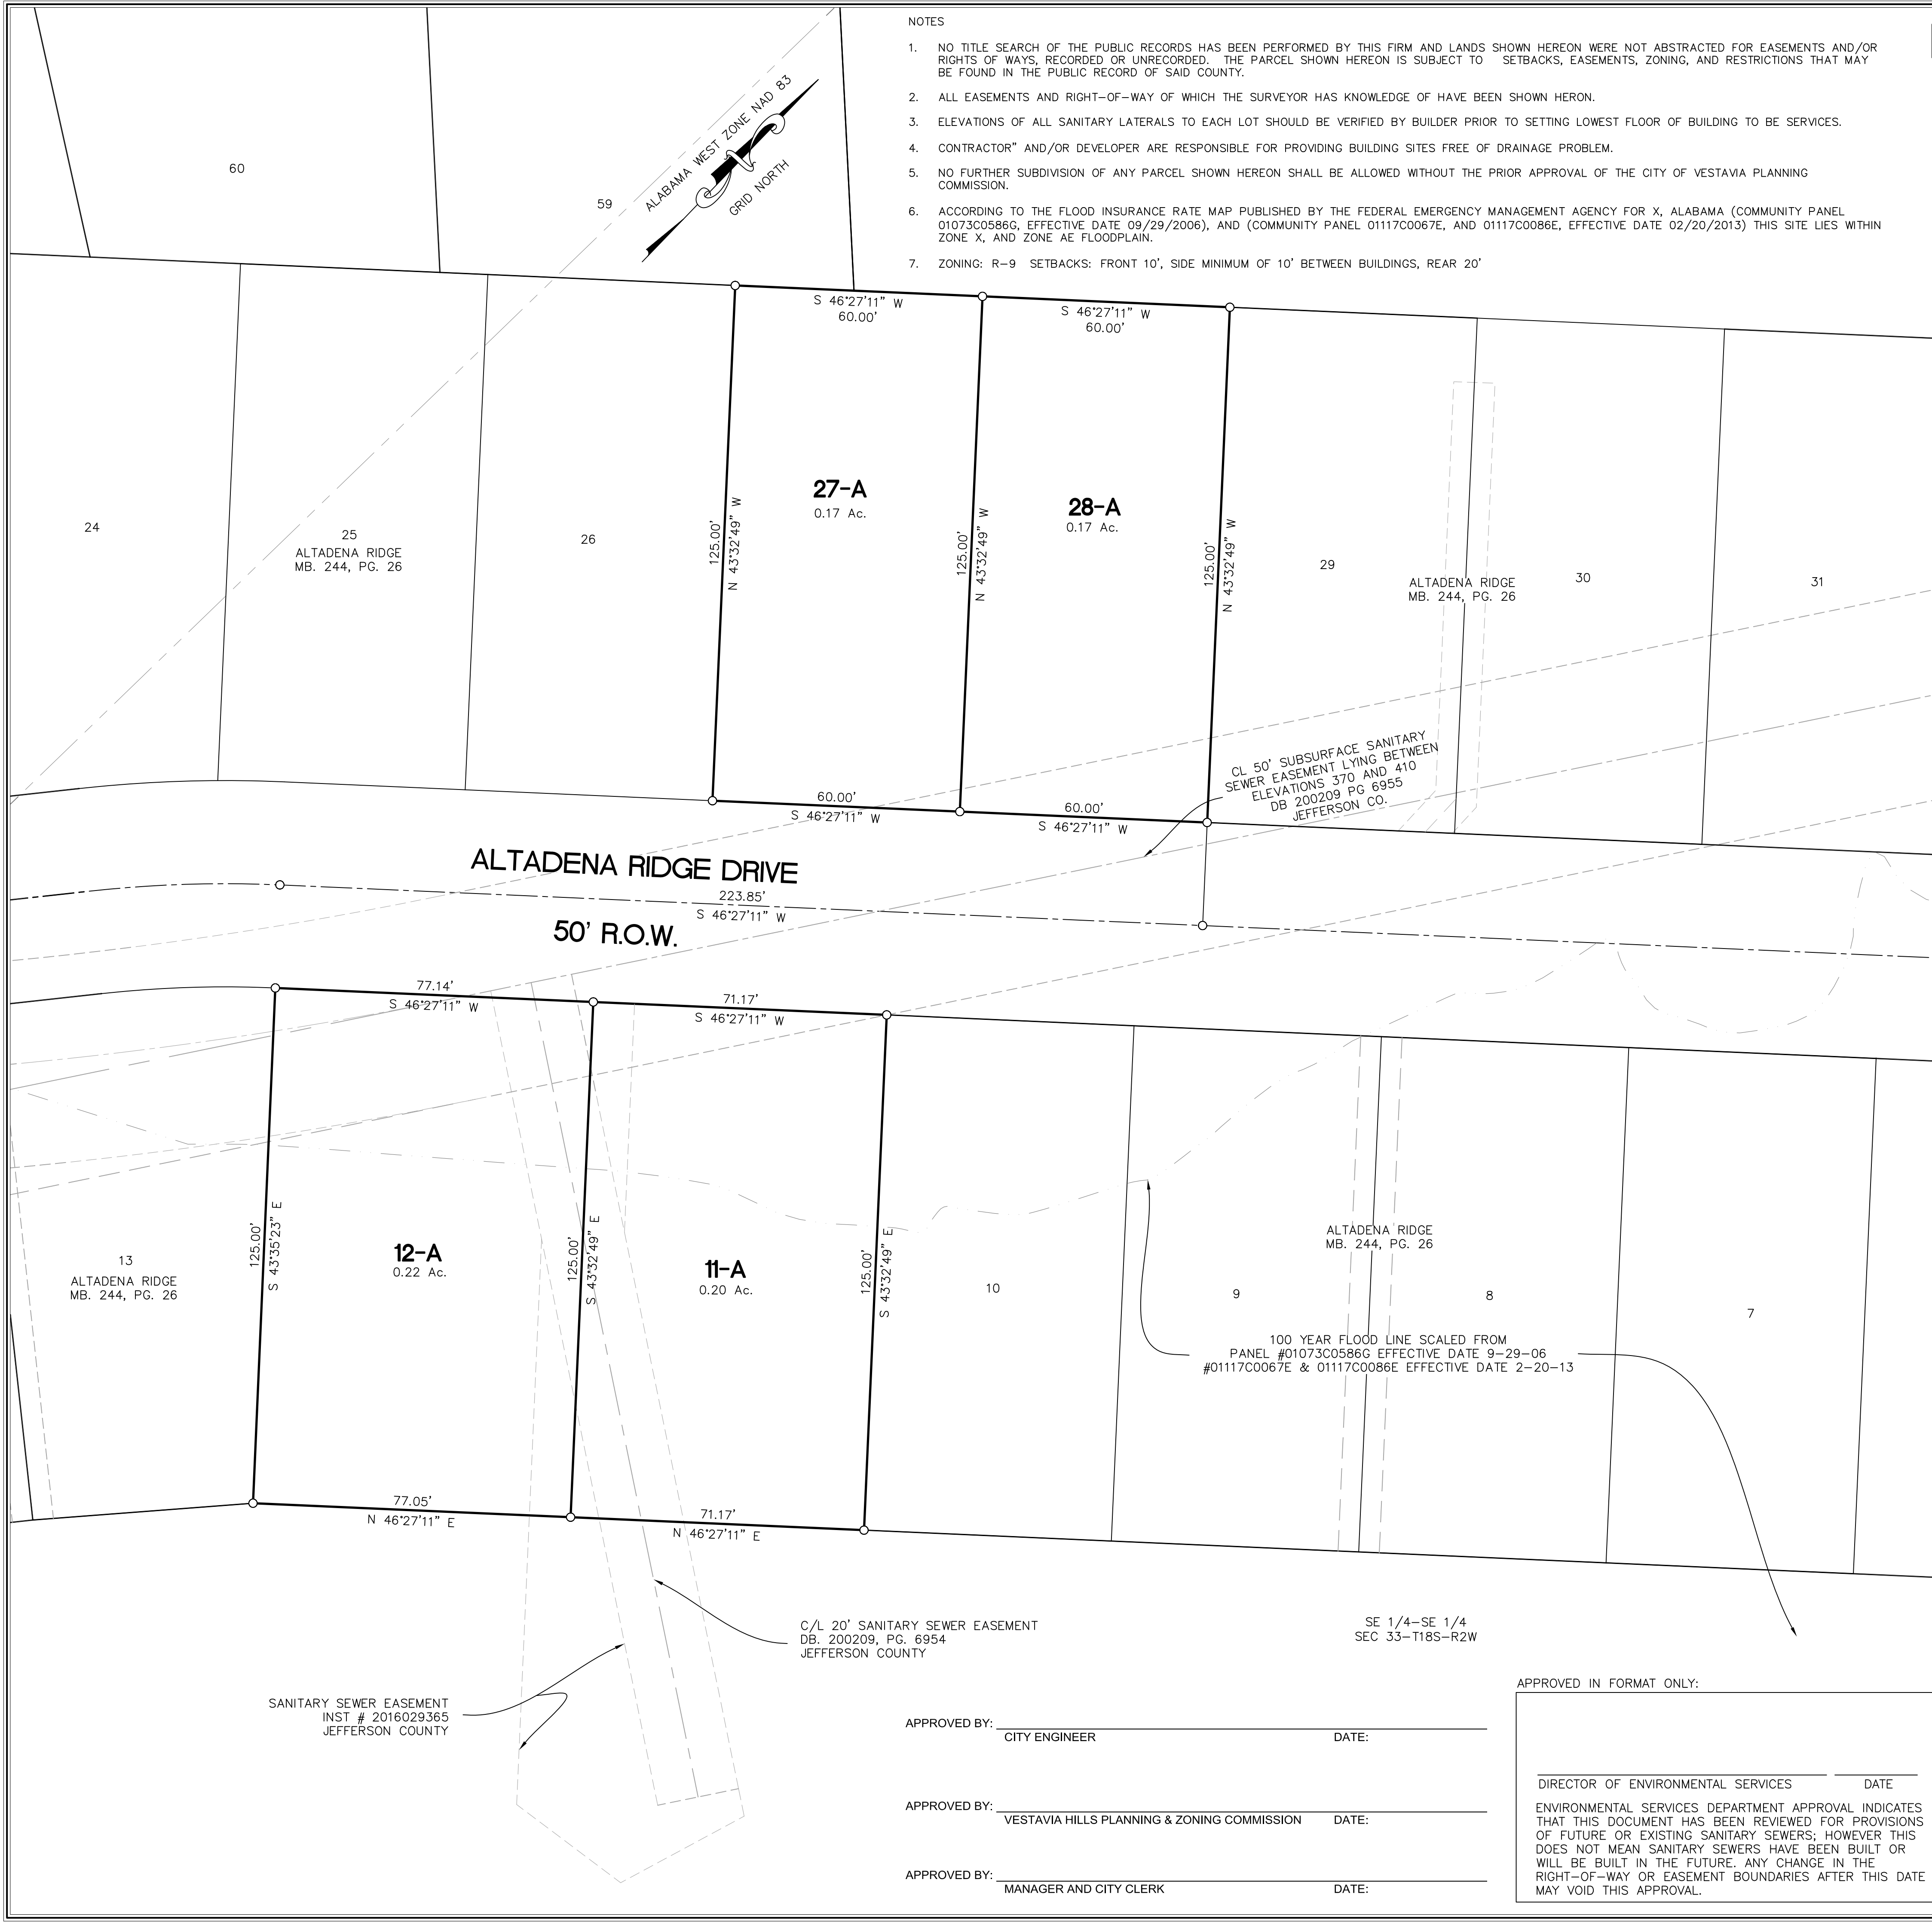 NOTES
1. NO TITLE SEARCH OF THE PUBLIC RECORDS HAS BEEN PERFORMED BY THIS FIRM AND LANDS SHOWN HEREON WERE NOT ABSTRACTED FOR EASEMENTS AND/OR
RIGHTS OF WAYS, RECORDED OR UNRECORDED. THE PARCEL SHOWN HEREON IS SUBJECT TO SETBACKS, EASEMENTS, ZONING, AND RESTRICTIONS THAT MAY
BE FOUND IN THE PUBLIC RECORD OF SAID COUNTY.
2. ALL EASEMENTS AND RIGHT-OF-WAY OF WHICH THE SURVEYOR HAS KNOWLEDGE OF HAVE BEEN SHOWN HERON.
3. ELEVATIONS OF ALL SANITARY LATERALS TO EACH LOT SHOULD BE VERIFIED BY BUILDER PRIOR TO SETTING LOWEST FLOOR OF BUILDING TO BE SERVICES.
4. CONTRACTOR" AND/OR DEVELOPER ARE RESPONSIBLE FOR PROVIDING BUILDING SITES FREE OF DRAINAGE PROBLEM.
5. NO FURTHER SUBDIVISION OF ANY PARCEL SHOWN HEREON SHALL BE ALLOWED WITHOUT THE PRIOR APPROVAL OF THE CITY OF VESTAVIA PLANNING
COMMISSION.
6. ACCORDING TO THE FLOOD INSURANCE RATE MAP PUBLISHED BY THE FEDERAL EMERGENCY MANAGEMENT AGENCY FOR X, ALABAMA (COMMUNITY PANEL
01073C0586G, EFFECTIVE DATE 09/29/2006), AND (COMMUNITY PANEL 01117C0067E, AND 01117C0086E, EFFECTIVE DATE 02/20/2013) THIS SITE LIES WITHIN
ZONE X, AND ZONE AE FLOODPLAIN.
7. ZONING: R-9 SETBACKS: FRONT 10', SIDE MINIMUM OF 10' BETWEEN BUILDINGS, REAR 20'
60
59
ALABAMA WEST ZONE NAD 83
GRID NORTH
S 46°27'11" W
60.00'
S 46°27'11" W
60.00'
24
25
ALTADENA RIDGE
MB. 244, PG. 26
26
125.00'
N 43°32'49" W
27-A
0.17 Ac.
125.00'
N 43°32'49" W
28-A
0.17 Ac.
125.00'
N 43°32'49" W
29
ALTADENA RIDGE
MB. 244, PG. 26
30
31
CL 50' SUBSURFACE SANITARY
SEWER EASEMENT LYING BETWEEN
ELEVATIONS 370 AND 410
DB 200209 PG 6955
JEFFERSON CO.
60.00'
S 46°27'11" W
60.00'
S 46°27'11" W
ALTADENA RIDGE DRIVE
223.85'
S 46°27'11" W
50' R.O.W.
77.14'
S 46°27'11" W
71.17'
S 46°27'11" W
13
ALTADENA RIDGE
MB. 244, PG. 26
125.00'
S 43°35'23" E
12-A
0.22 Ac.
125.00'
S 43°32'49" E
11-A
0.20 Ac.
125.00'
S 43°32'49" E
10
9
ALTADENA RIDGE
MB. 244, PG. 26
8
7
100 YEAR FLOOD LINE SCALED FROM
PANEL #01073C0586G EFFECTIVE DATE 9-29-06
#01117C0067E & 01117C0086E EFFECTIVE DATE 2-20-13
77.05'
N 46°27'11" E
71.17'
N 46°27'11" E
C/L 20' SANITARY SEWER EASEMENT
DB. 200209, PG. 6954
JEFFERSON COUNTY
SE 1/4-SE 1/4
SEC 33-T18S-R2W
SANITARY SEWER EASEMENT
INST # 2016029365
JEFFERSON COUNTY
APPROVED BY:
CITY ENGINEER DATE:
APPROVED BY:
VESTAVIA HILLS PLANNING & ZONING COMMISSION DATE:
APPROVED BY:
MANAGER AND CITY CLERK DATE:
APPROVED IN FORMAT ONLY:
DIRECTOR OF ENVIRONMENTAL SERVICES DATE
ENVIRONMENTAL SERVICES DEPARTMENT APPROVAL INDICATES
THAT THIS DOCUMENT HAS BEEN REVIEWED FOR PROVISIONS
OF FUTURE OR EXISTING SANITARY SEWERS; HOWEVER THIS
DOES NOT MEAN SANITARY SEWERS HAVE BEEN BUILT OR
WILL BE BUILT IN THE FUTURE. ANY CHANGE IN THE
RIGHT-OF-WAY OR EASEMENT BOUNDARIES AFTER THIS DATE
MAY VOID THIS APPROVAL.